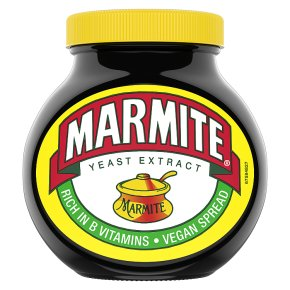 MARMITE®
YEAST EXTRACT
MARMITE
RICH IN B VITAMINS • VEGAN SPREAD